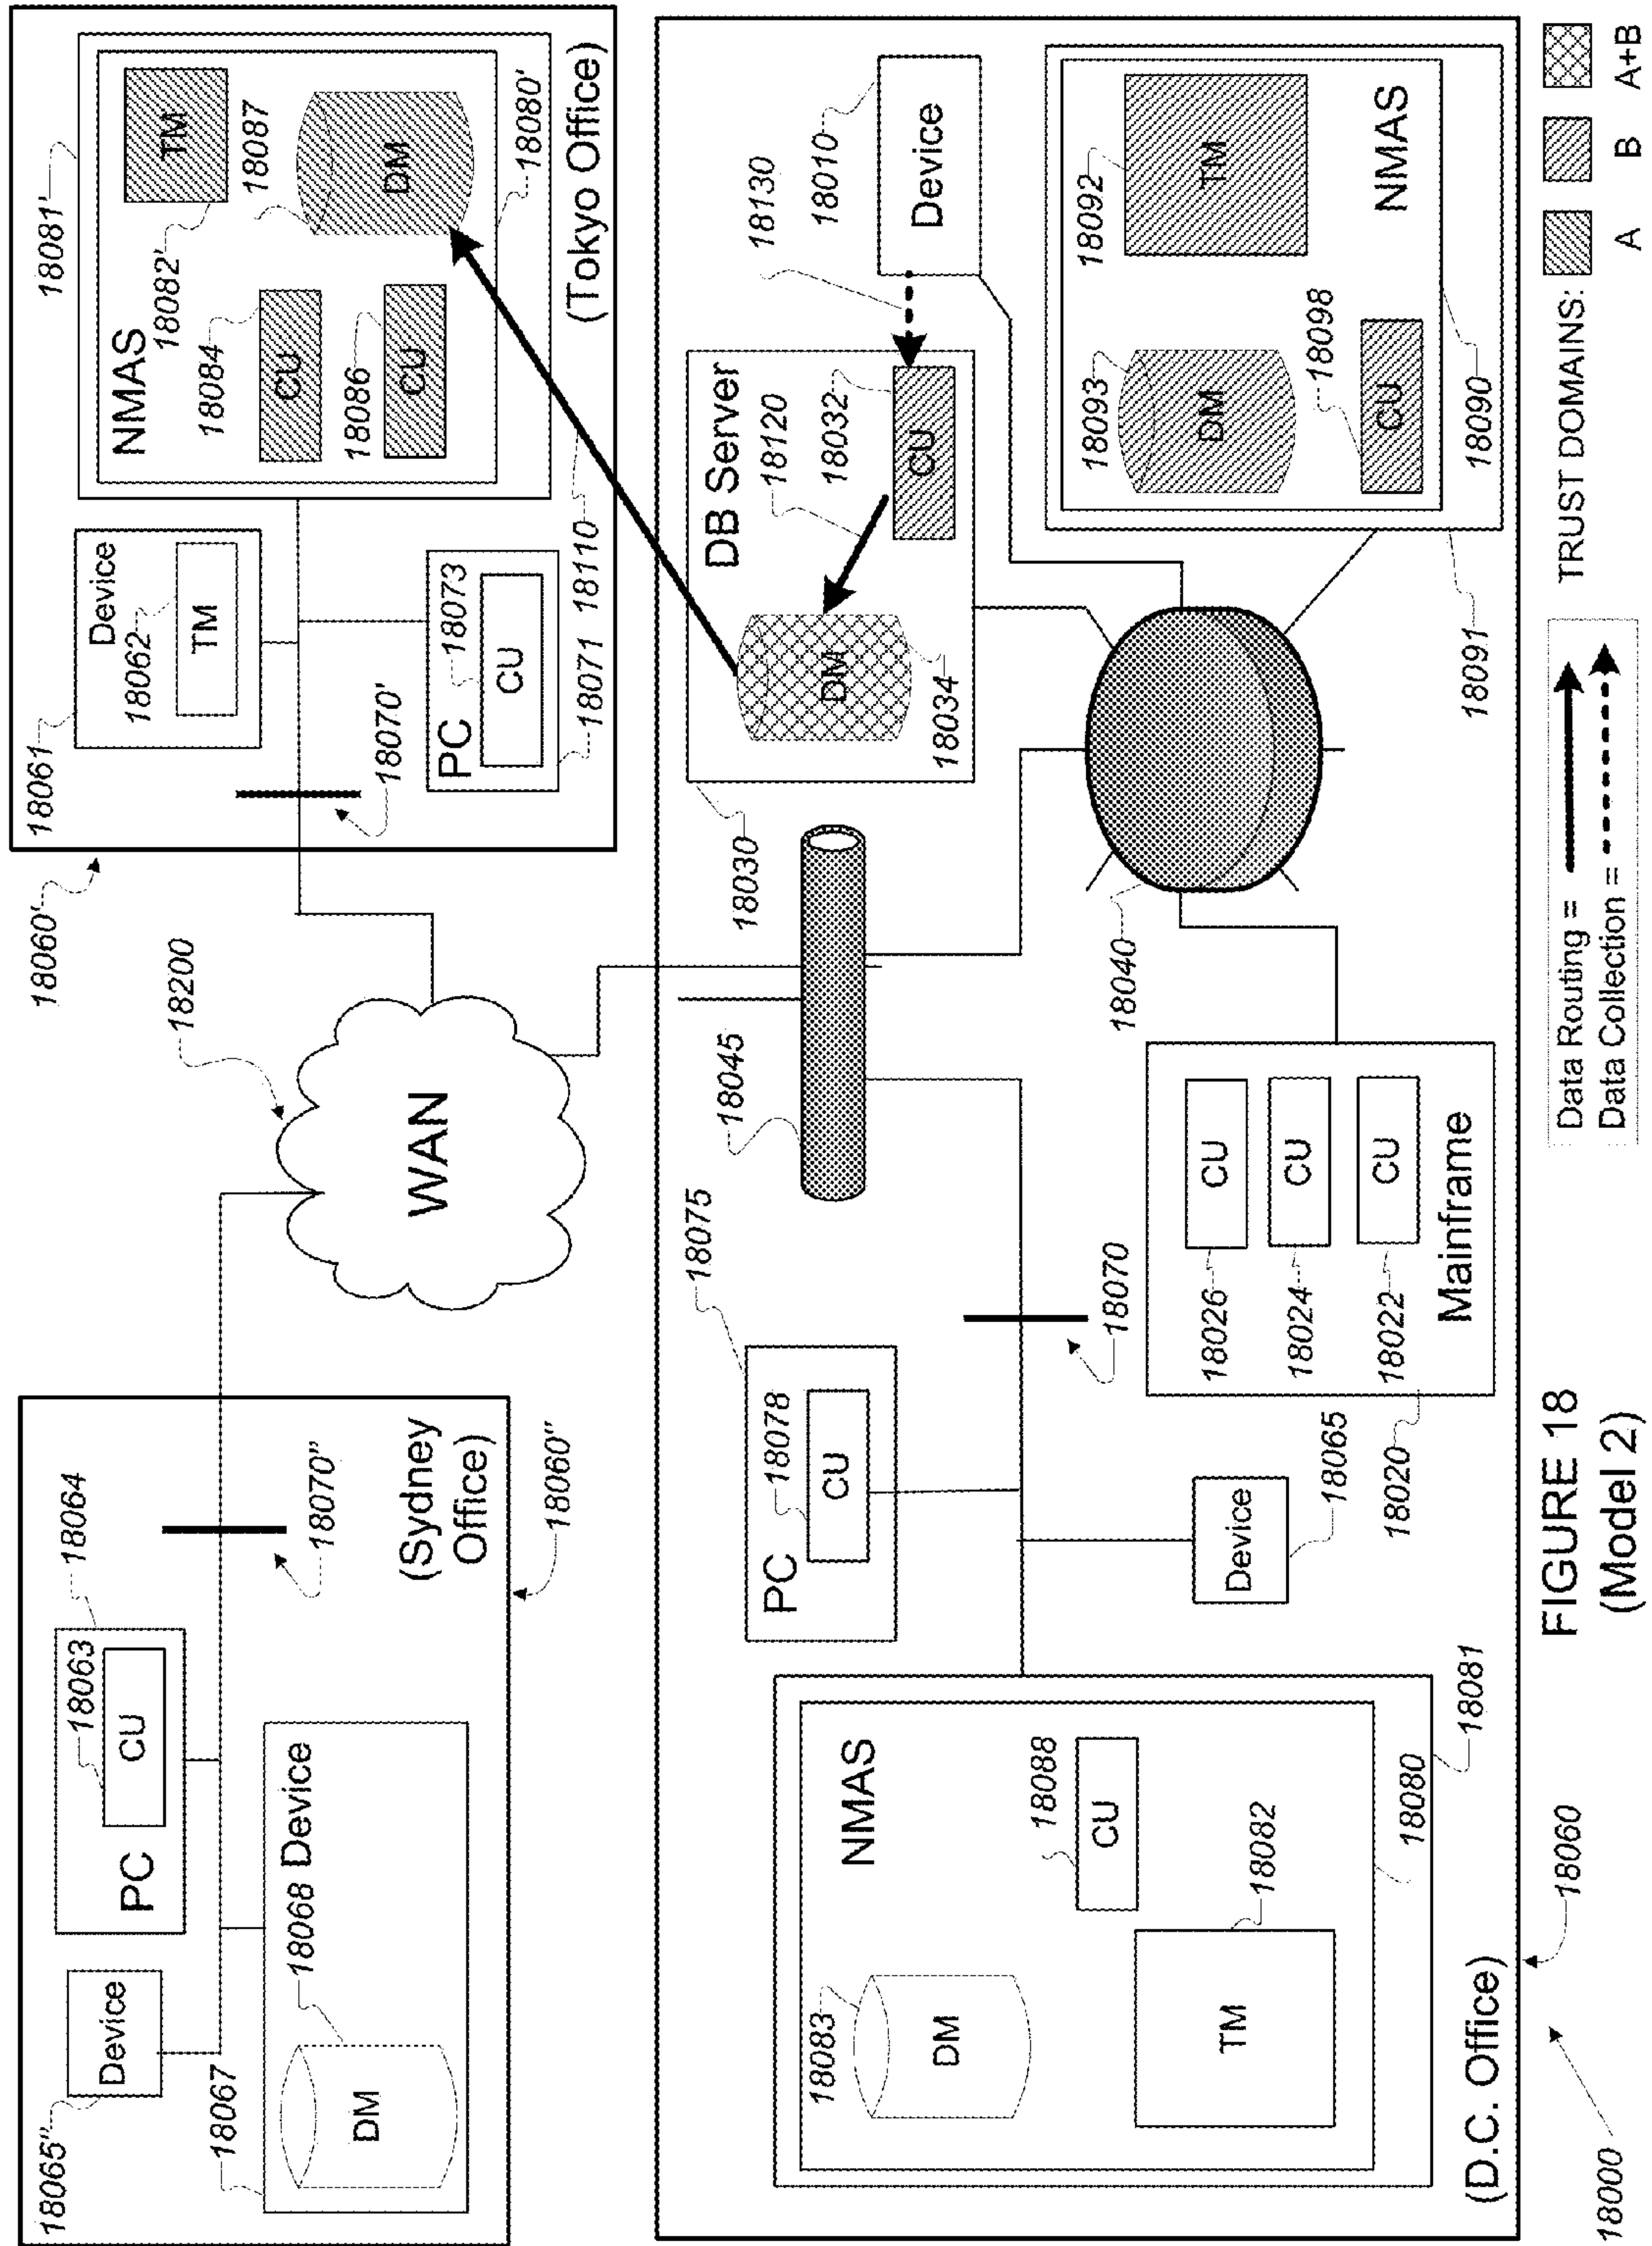 18065''
Device
18067
18068 Device
DM
PC
CU
18063
18064
18070''
(Sydney
Office)
18060''
WAN
18200
18060'
18061
Device
18062
TM
18070'
PC
18073
CU
18071
18110
18081'
NMAS
18082'
TM
18084
CU
18086
CU
18087
DM
18080'
(Tokyo Office)
18083
DM
NMAS
18088
CU
18082
TM
18080
18081
(D.C. Office)
18060
18000
PC
18078
CU
18075
Device
18065
18070
18045
18020
18026
CU
18024
CU
18022
CU
Mainframe
18040
18030
DB Server
DM
18034
18120
18032
CU
18130
18010
Device
18091
18093
DM
18092
TM
18098
CU
NMAS
18090
FIGURE 18
(Model 2)
Data Routing =
Data Collection =
TRUST DOMAINS:
A
B
A+B